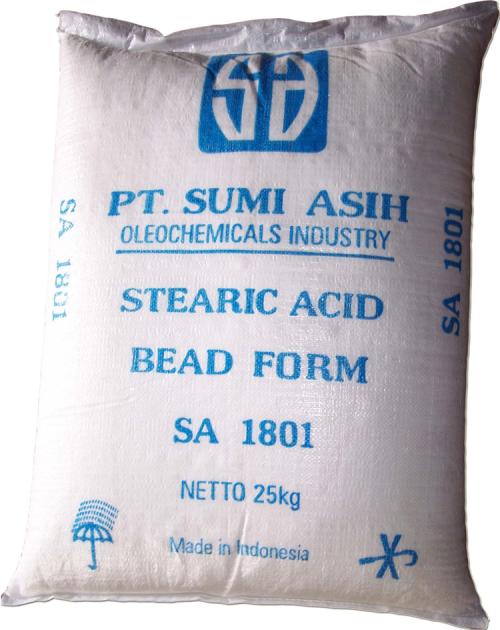 SA
PT. SUMI ASIH
OLEOCHEMICALS INDUSTRY
STEARIC ACID
BEAD FORM
SA 1801
NETTO 25kg
Made in Indonesia
SA 1801
SA 1801